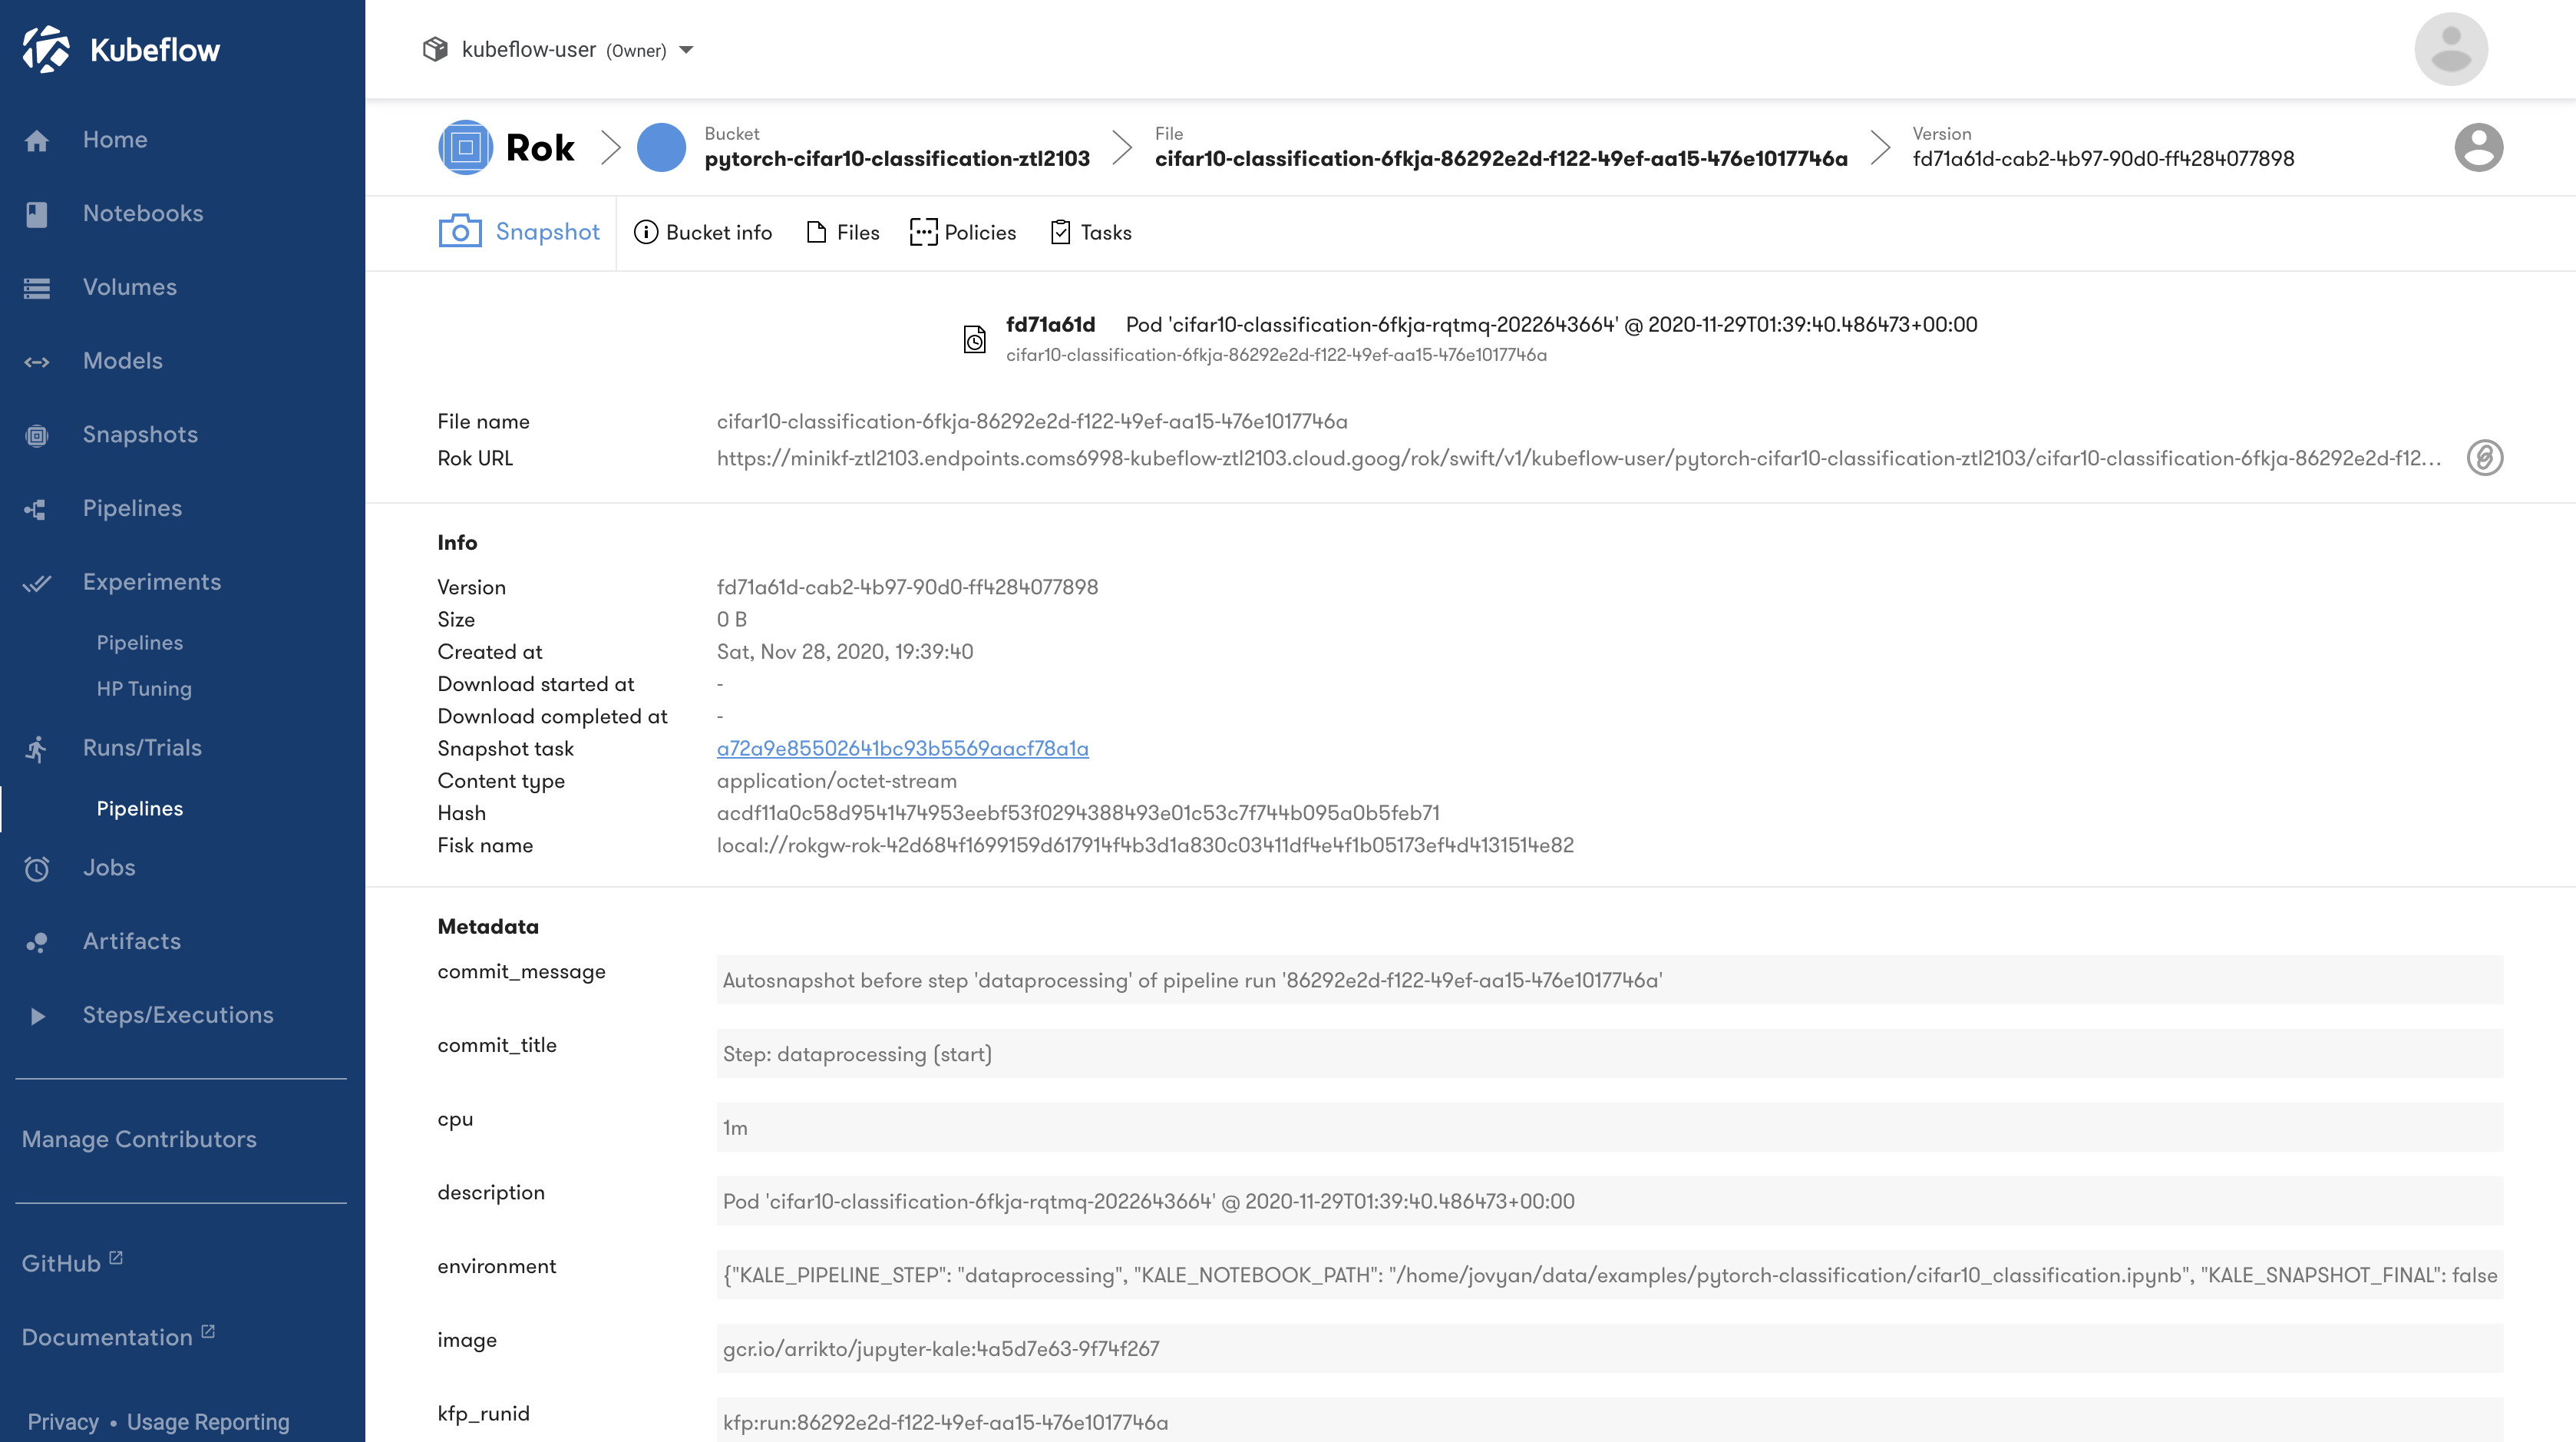 Kubeflow
Home
Notebooks
Volumes
Models
Snapshots
Pipelines
Experiments
Pipelines
HP Tuning
Runs/Trials
Pipelines
Jobs
Artifacts
Steps/Executions
Manage Contributors
GitHub
Documentation
Privacy • Usage Reporting
kubeflow-user (Owner)
Rok
Bucket
pytorch-cifar10-classification-ztl2103
File
cifar10-classification-6fkja-86292e2d-f122-49ef-aa15-476e1017746a
Version
fd71a61d-cab2-4b97-90d0-ff4284077898
Snapshot Bucket info Files Policies Tasks
fd71a61d Pod 'cifar10-classification-6fkja-rqtmq-2022643664' @ 2020-11-29T01:39:40.486473+00:00
cifar10-classification-6fkja-86292e2d-f122-49ef-aa15-476e1017746a
File name cifar10-classification-6fkja-86292e2d-f122-49ef-aa15-476e1017746a
Rok URL https://minikf-ztl2103.endpoints.coms6998-kubeflow-ztl2103.cloud.goog/rok/swift/v1/kubeflow-user/pytorch-cifar10-classification-ztl2103/cifar10-classification-6fkja-86292e2d-f12...
Info
Version fd71a61d-cab2-4b97-90d0-ff4284077898
Size 0 B
Created at Sat, Nov 28, 2020, 19:39:40
Download started at -
Download completed at -
Snapshot task a72a9e85502641bc93b5569aacf78a1a
Content type application/octet-stream
Hash acdf11a0c58d9541474953eebf53f0294388493e01c53c7f744b095a0b5feb71
Fisk name local://rokgw-rok-42d684f1699159d617914f4b3d1a830c03411df4e4f1b05173ef4d4131514e82
Metadata
commit_message Autosnapshot before step 'dataprocessing' of pipeline run '86292e2d-f122-49ef-aa15-476e1017746a'
commit_title Step: dataprocessing (start)
cpu 1m
description Pod 'cifar10-classification-6fkja-rqtmq-2022643664' @ 2020-11-29T01:39:40.486473+00:00
environment {"KALE_PIPELINE_STEP": "dataprocessing", "KALE_NOTEBOOK_PATH": "/home/jovyan/data/examples/pytorch-classification/cifar10_classification.ipynb", "KALE_SNAPSHOT_FINAL": false
image gcr.io/arrikto/jupyter-kale:4a5d7e63-9f74f267
kfp_runid kfp:run:86292e2d-f122-49ef-aa15-476e1017746a